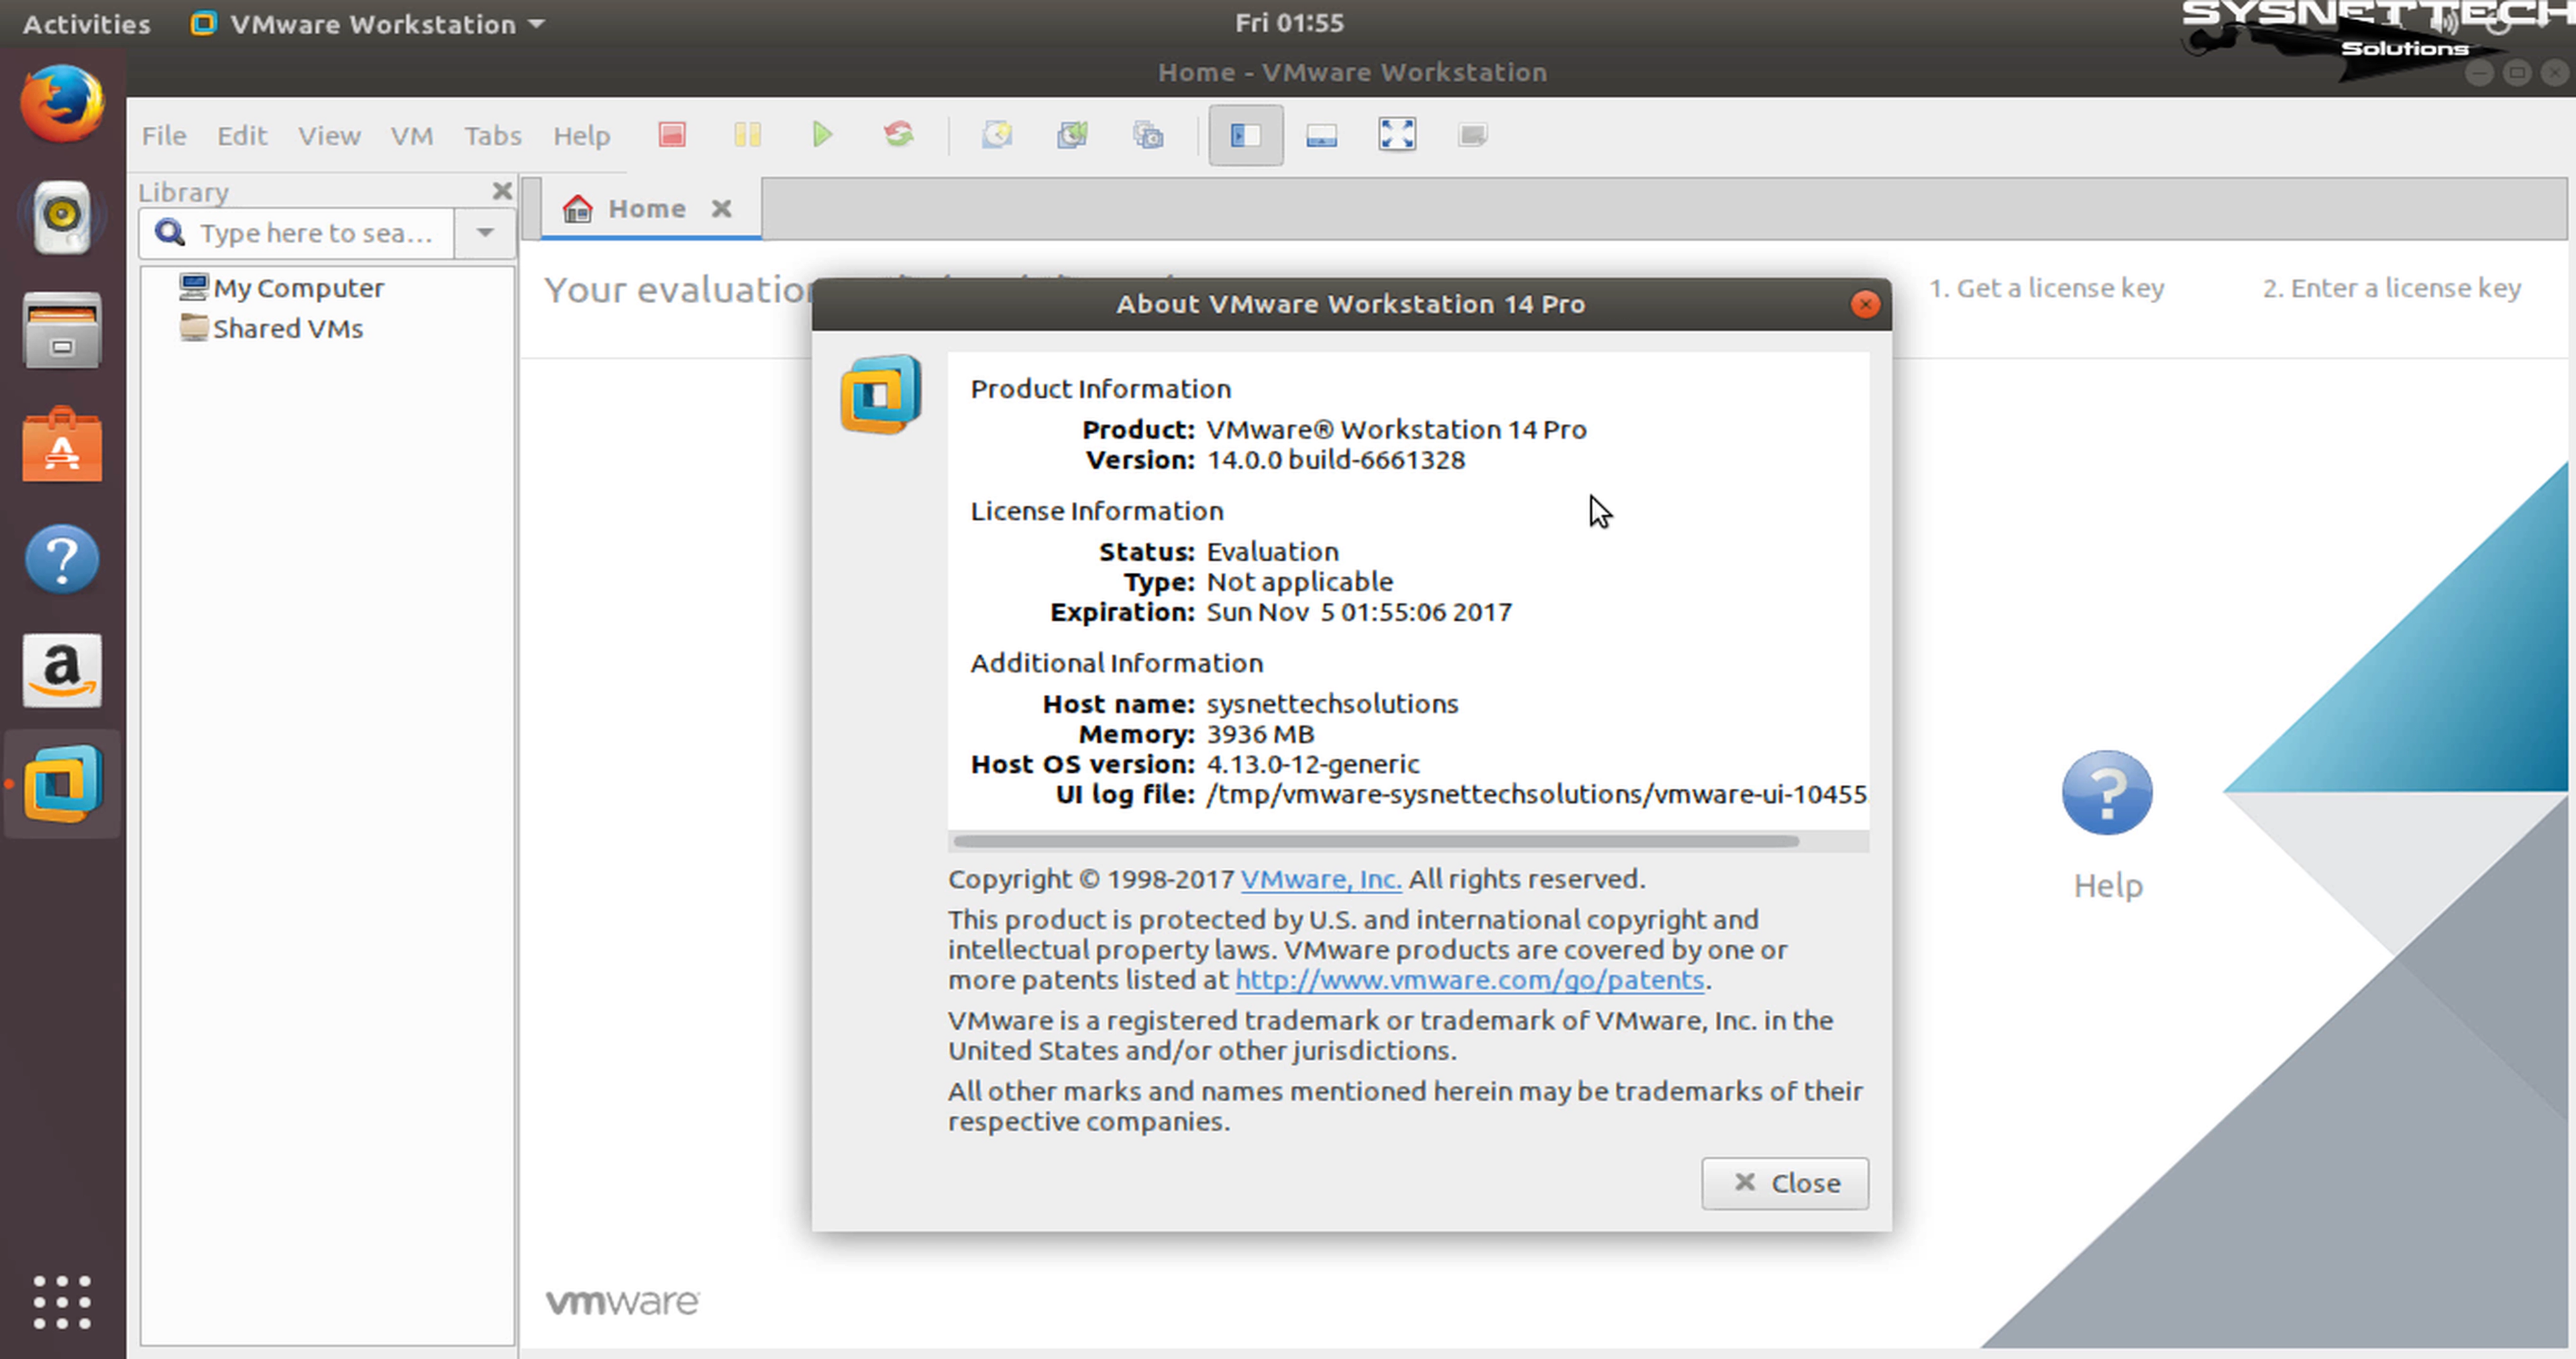 Activities
VMware Workstation
Fri 01:55
SYSNETTECH
Solutions
Home - VMware Workstation
File Edit View VM Tabs Help
Library
Type here to sea...
My Computer
Shared VMs
Home
Your
1. Get a license key
2. Enter a license key
About VMware Workstation 14 Pro
Product Information
Product: VMware® Workstation 14 Pro
Version: 14.0.0 build-6661328
License Information
Status: Evaluation
Type: Not applicable
Expiration: Sun Nov 5 01:55:06 2017
Additional Information
Host name: sysnettechsolutions
Memory: 3936 MB
Host OS version: 4.13.0-12-generic
UI log file: /tmp/vmware-sysnettechsolutions/vmware-ui-10455
Copyright © 1998-2017 VMware, Inc. All rights reserved.
This product is protected by U.S. and international copyright and
intellectual property laws. VMware products are covered by one or
more patents listed at http://www.vmware.com/go/patents.
VMware is a registered trademark or trademark of VMware, Inc. in the
United States and/or other jurisdictions.
All other marks and names mentioned herein may be trademarks of their
respective companies.
Close
Help
vmware